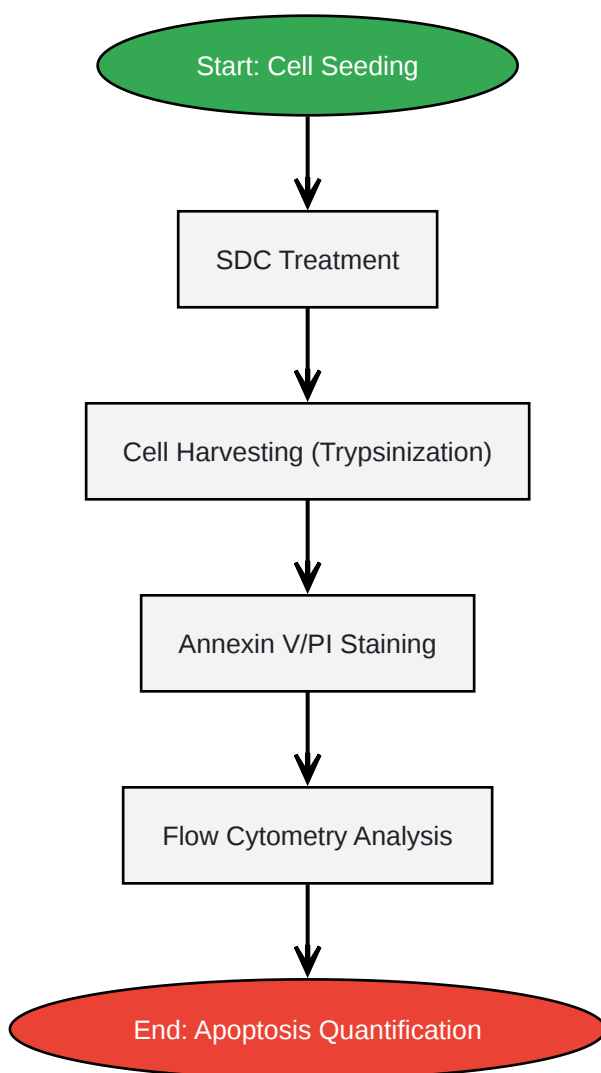 Start: Cell Seeding
SDC Treatment
Cell Harvesting (Trypsinization)
Annexin V/PI Staining
Flow Cytometry Analysis
End: Apoptosis Quantification